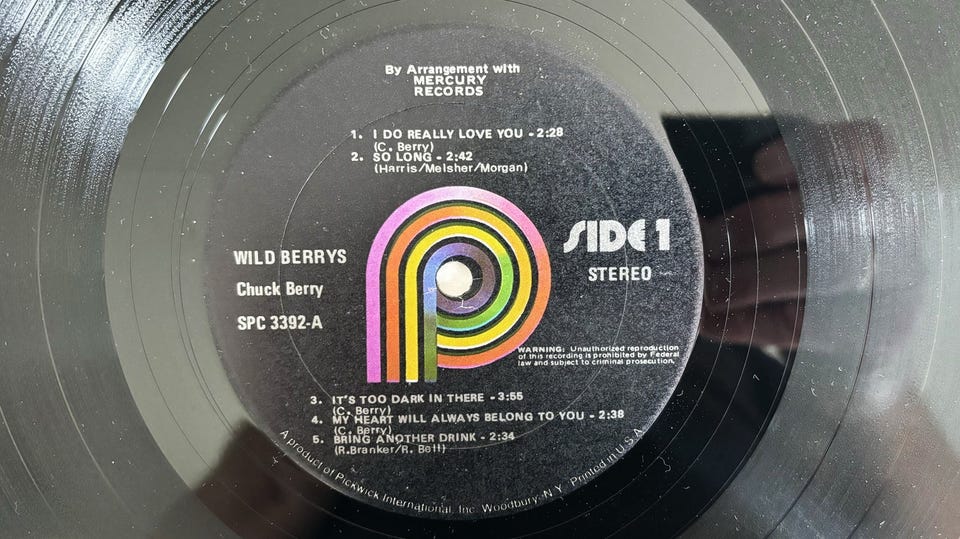 By Arrangement with
MERCURY
RECORDS
1. I DO REALLY LOVE YOU - 2:28
(C. Berry)
2. SO LONG - 2:42
(Harris/Melsher/Morgan)
WILD BERRYS
Chuck Berry
SPC 3392-A
SIDE 1
STEREO
WARNING: Unauthorized reproduction
of this recording is prohibited by Federal
law and subject to criminal prosecution.
3. IT'S TOO DARK IN THERE - 3:55
(C. Berry)
4. MY HEART WILL ALWAYS BELONG TO YOU - 2:38
(C. Berry)
5. BRING ANOTHER DRINK - 2:34
(R.Branker/R. Bell)
A product of Pickwick International, Inc. Woodbury, N.Y. Printed in U.S.A.